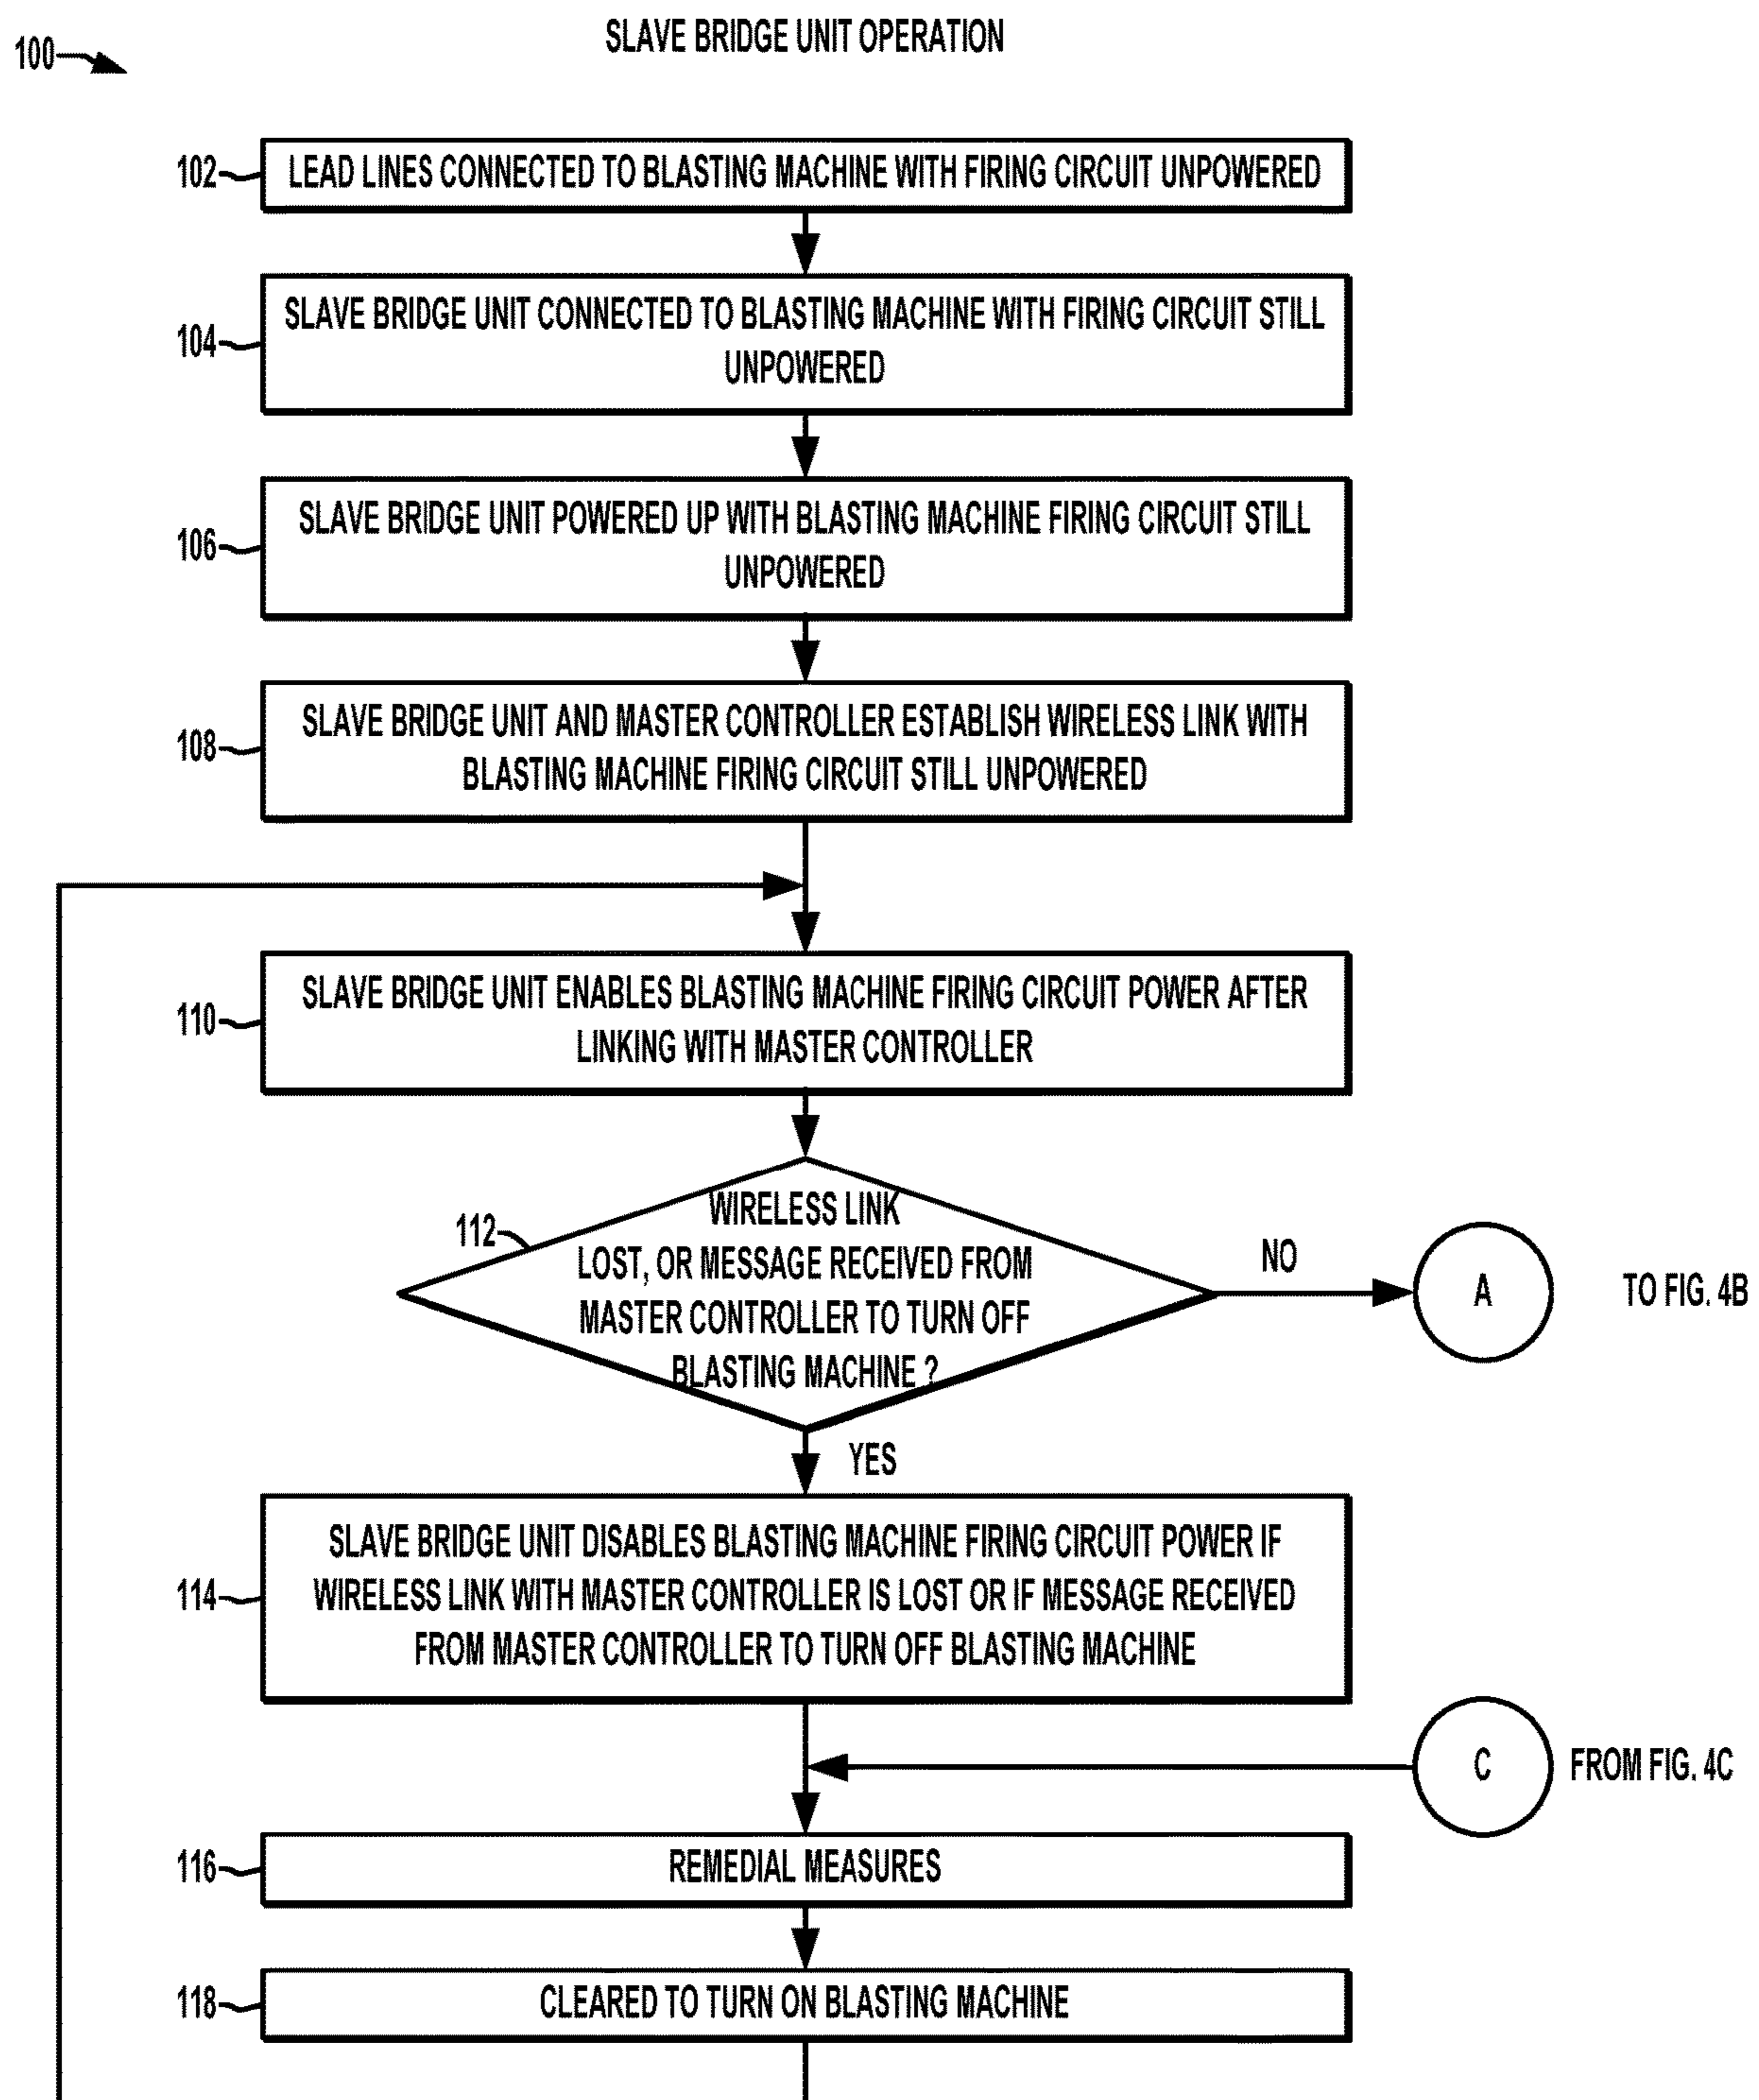 SLAVE BRIDGE UNIT OPERATION
100
102
LEAD LINES CONNECTED TO BLASTING MACHINE WITH FIRING CIRCUIT UNPOWERED
104
SLAVE BRIDGE UNIT CONNECTED TO BLASTING MACHINE WITH FIRING CIRCUIT STILL
UNPOWERED
106
SLAVE BRIDGE UNIT POWERED UP WITH BLASTING MACHINE FIRING CIRCUIT STILL
UNPOWERED
108
SLAVE BRIDGE UNIT AND MASTER CONTROLLER ESTABLISH WIRELESS LINK WITH
BLASTING MACHINE FIRING CIRCUIT STILL UNPOWERED
110
SLAVE BRIDGE UNIT ENABLES BLASTING MACHINE FIRING CIRCUIT POWER AFTER
LINKING WITH MASTER CONTROLLER
112
WIRELESS LINK
LOST, OR MESSAGE RECEIVED FROM
MASTER CONTROLLER TO TURN OFF
BLASTING MACHINE ?
NO
A
TO FIG. 4B
YES
114
SLAVE BRIDGE UNIT DISABLES BLASTING MACHINE FIRING CIRCUIT POWER IF
WIRELESS LINK WITH MASTER CONTROLLER IS LOST OR IF MESSAGE RECEIVED
FROM MASTER CONTROLLER TO TURN OFF BLASTING MACHINE
C
FROM FIG. 4C
116
REMEDIAL MEASURES
118
CLEARED TO TURN ON BLASTING MACHINE